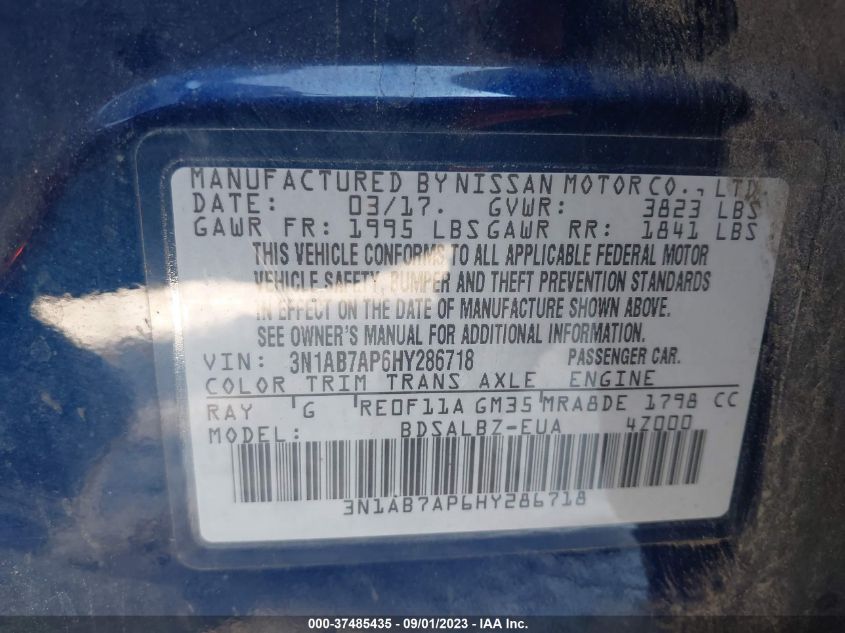 MANUFACTURED BY NISSAN MOTOR CO., LTD.
DATE: 03/17. GVWR: 3823 LBS
GAWR FR: 1995 LBS GAWR RR: 1841 LBS
THIS VEHICLE CONFORMS TO ALL APPLICABLE FEDERAL MOTOR
VEHICLE SAFETY, BUMPER AND THEFT PREVENTION STANDARDS
IN EFFECT ON THE DATE OF MANUFACTURE SHOWN ABOVE.
SEE OWNER'S MANUAL FOR ADDITIONAL INFORMATION.
VIN: 3N1AB7AP6HY286718 PASSENGER CAR.
COLOR TRIM TRANS AXLE ENGINE
RAY G RE0F11A GM35 MRA8DE 1798 CC
MODEL: BDSALBZ-EUA 4Z000
3N1AB7AP6HY286718
000-37485435 - 09/01/2023 - IAA Inc.